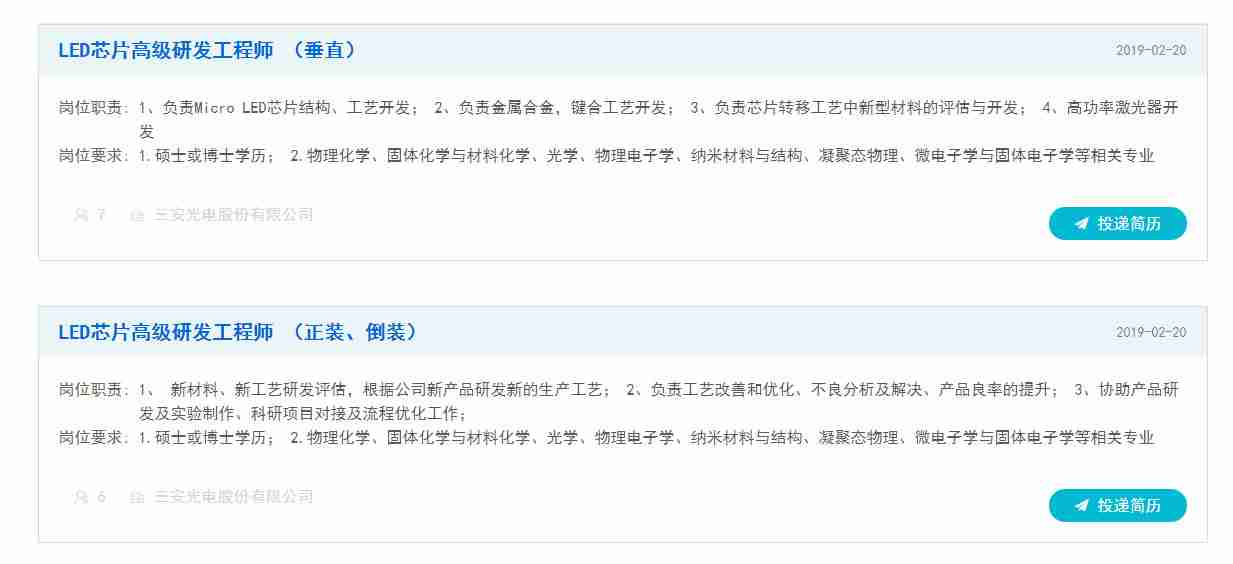 LED芯片高级研发工程师 （垂直）
2019-02-20
岗位职责: 1、负责Micro LED芯片结构、工艺开发； 2、负责金属合金，键合工艺开发； 3、负责芯片转移工艺中新型材料的评估与开发； 4、高功率激光器开
发
岗位要求: 1.硕士或博士学历； 2.物理化学、固体化学与材料化学、光学、物理电子学、纳米材料与结构、凝聚态物理、微电子学与固体电子学等相关专业
7 三安光电股份有限公司
投递简历
LED芯片高级研发工程师 （正装、倒装）
2019-02-20
岗位职责: 1、 新材料、新工艺研发评估，根据公司新产品研发新的生产工艺； 2、负责工艺改善和优化、不良分析及解决、产品良率的提升； 3、协助产品研
发及实验制作、科研项目对接及流程优化工作；
岗位要求: 1.硕士或博士学历； 2.物理化学、固体化学与材料化学、光学、物理电子学、纳米材料与结构、凝聚态物理、微电子学与固体电子学等相关专业
6 三安光电股份有限公司
投递简历